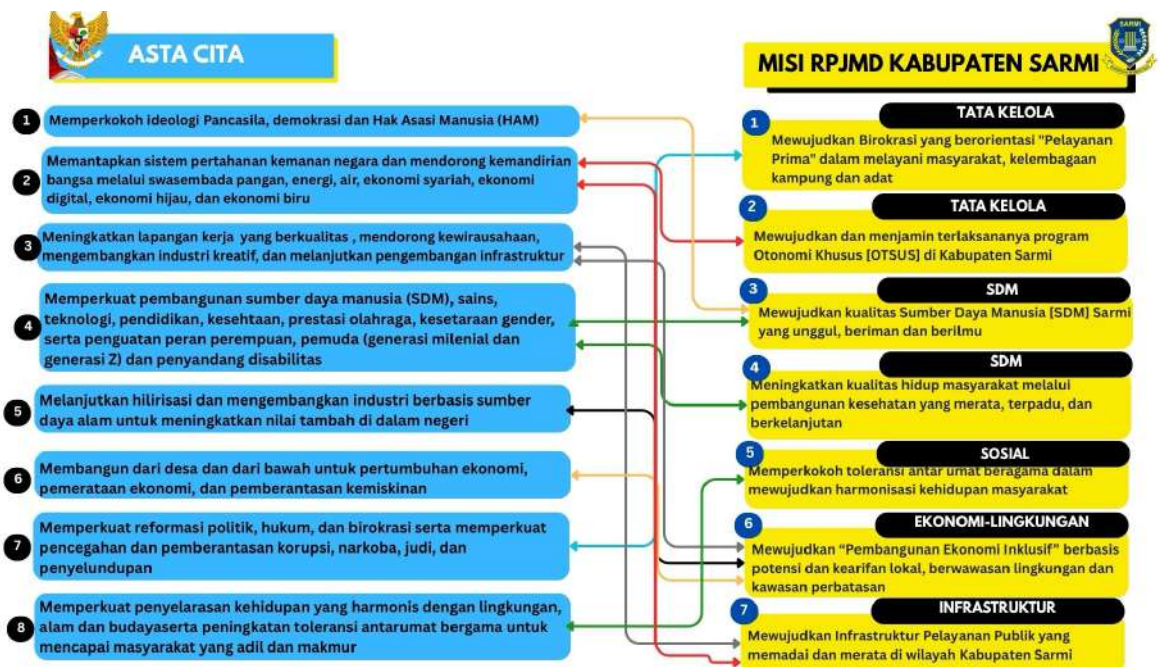 ASTA CITA
1
Memperkokoh ideologi Pancasila, demokrasi dan Hak Asasi Manusia (HAM)
2
Memantapkan sistem pertahanan kemanan negara dan mendorong kemandirian
bangsa melalui swasembada pangan, energi, air, ekonomi syariah, ekonomi
digital, ekonomi hijau, dan ekonomi biru
3
Meningkatkan lapangan kerja yang berkualitas , mendorong kewirausahaan,
mengembangkan industri kreatif, dan melanjutkan pengembangan infrastruktur
4
Memperkuat pembangunan sumber daya manusia (SDM), sains,
teknologi, pendidikan, kesehtaan, prestasi olahraga, kesetaraan gender,
serta penguatan peran perempuan, pemuda (generasi milenial dan
generasi Z) dan penyandang disabilitas
5
Melanjutkan hilirisasi dan mengembangkan industri berbasis sumber
daya alam untuk meningkatkan nilai tambah di dalam negeri
6
Membangun dari desa dan dari bawah untuk pertumbuhan ekonomi,
pemerataan ekonomi, dan pemberantasan kemiskinan
7
Memperkuat reformasi politik, hukum, dan birokrasi serta memperkuat
pencegahan dan pemberantasan korupsi, narkoba, judi, dan
penyelundupan
8
Memperkuat penyelarasan kehidupan yang harmonis dengan lingkungan,
alam dan budayaserta peningkatan toleransi antarumat bergama untuk
mencapai masyarakat yang adil dan makmur
SARMI
MISI RPJMD KABUPATEN SARMI
TATA KELOLA
1
Mewujudkan Birokrasi yang berorientasi "Pelayanan
Prima" dalam melayani masyarakat, kelembagaan
kampung dan adat
TATA KELOLA
2
Mewujudkan dan menjamin terlaksananya program
Otonomi Khusus [OTSUS] di Kabupaten Sarmi
SDM
3
Mewujudkan kualitas Sumber Daya Manusia [SDM] Sarmi
yang unggul, beriman dan berilmu
SDM
4
Meningkatkan kualitas hidup masyarakat melalui
pembangunan kesehatan yang merata, terpadu, dan
berkelanjutan
SOSIAL
5
Memperkokoh toleransi antar umat beragama dalam
mewujudkan harmonisasi kehidupan masyarakat
EKONOMI-LINGKUNGAN
6
Mewujudkan “Pembangunan Ekonomi Inklusif” berbasis
potensi dan kearifan lokal, berwawasan lingkungan dan
kawasan perbatasan
INFRASTRUKTUR
7
Mewujudkan Infrastruktur Pelayanan Publik yang
memadai dan merata di wilayah Kabupaten Sarmi